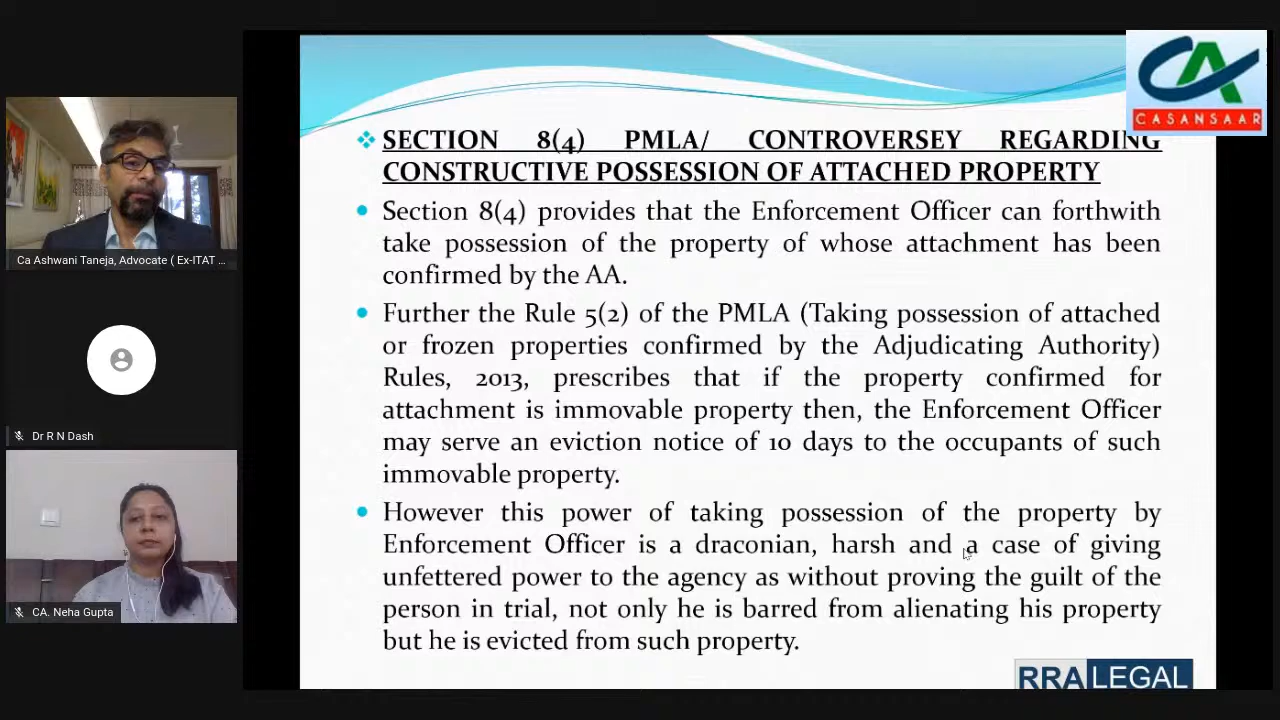 CA
CASANSAAR
SECTION 8(4) PMLA/ CONTROVERSEY REGARDING
CONSTRUCTIVE POSSESSION OF ATTACHED PROPERTY
Section 8(4) provides that the Enforcement Officer can forthwith
take possession of the property of whose attachment has been
confirmed by the AA.
Further the Rule 5(2) of the PMLA (Taking possession of attached
or frozen properties confirmed by the Adjudicating Authority)
Rules, 2013, prescribes that if the property confirmed for
attachment is immovable property then, the Enforcement Officer
may serve an eviction notice of 10 days to the occupants of such
immovable property.
However this power of taking possession of the property by
Enforcement Officer is a draconian, harsh and a case of giving
unfettered power to the agency as without proving the guilt of the
person in trial, not only he is barred from alienating his property
but he is evicted from such property.
RRA LEGAL
Ca Ashwani Taneja, Advocate ( Ex-ITAT ...
Dr R N Dash
CA. Neha Gupta